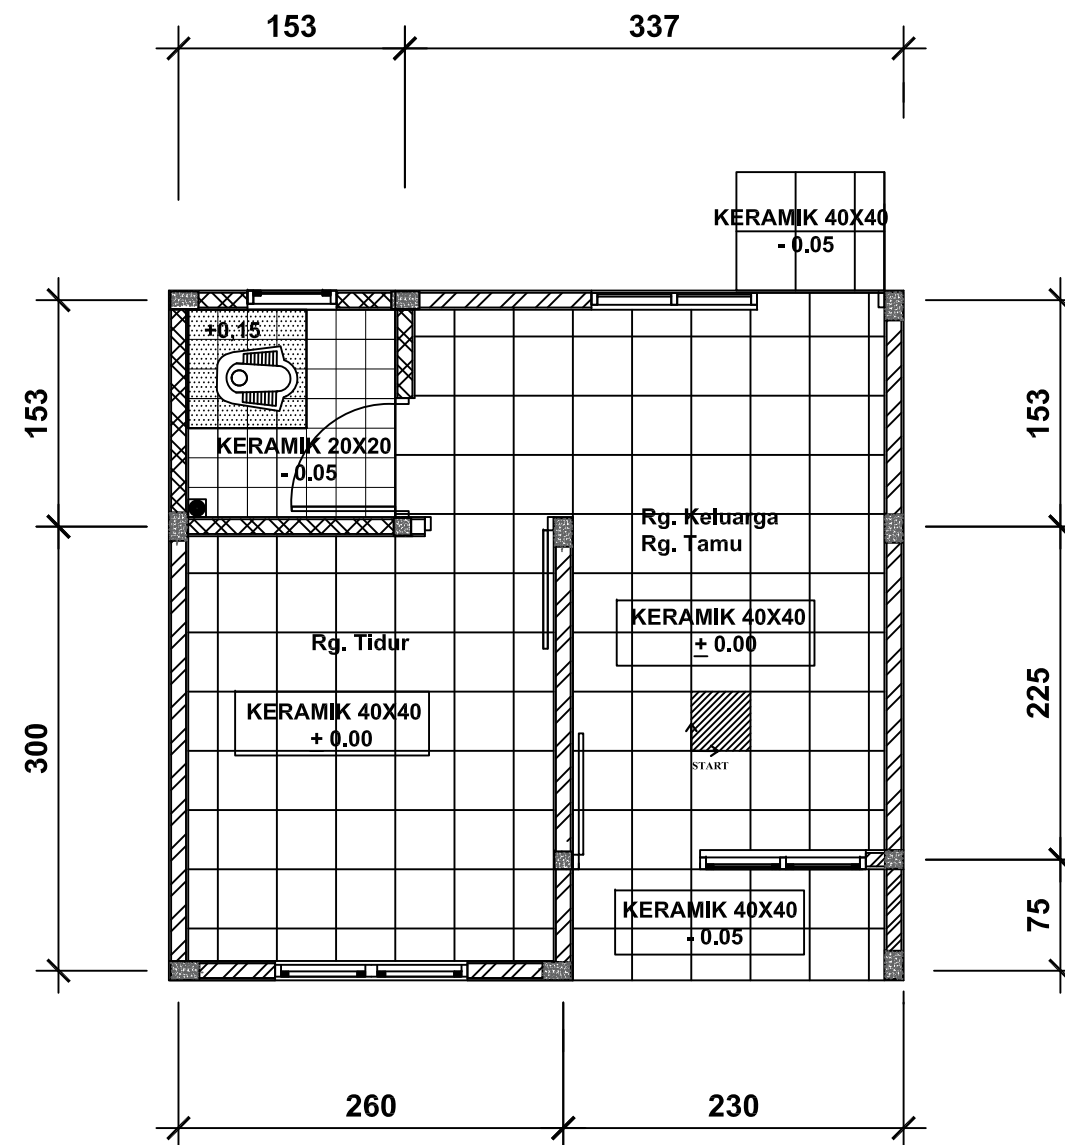 153
337
KERAMIK 40X40
- 0.05
+0,15
153
153
KERAMIK 20X20
- 0.05
Rg. Keluarga
Rg. Tamu
KERAMIK 40X40
± 0.00
Rg. Tidur
KERAMIK 40X40
+ 0.00
300
225
START
KERAMIK 40X40
- 0.05
75
260
230